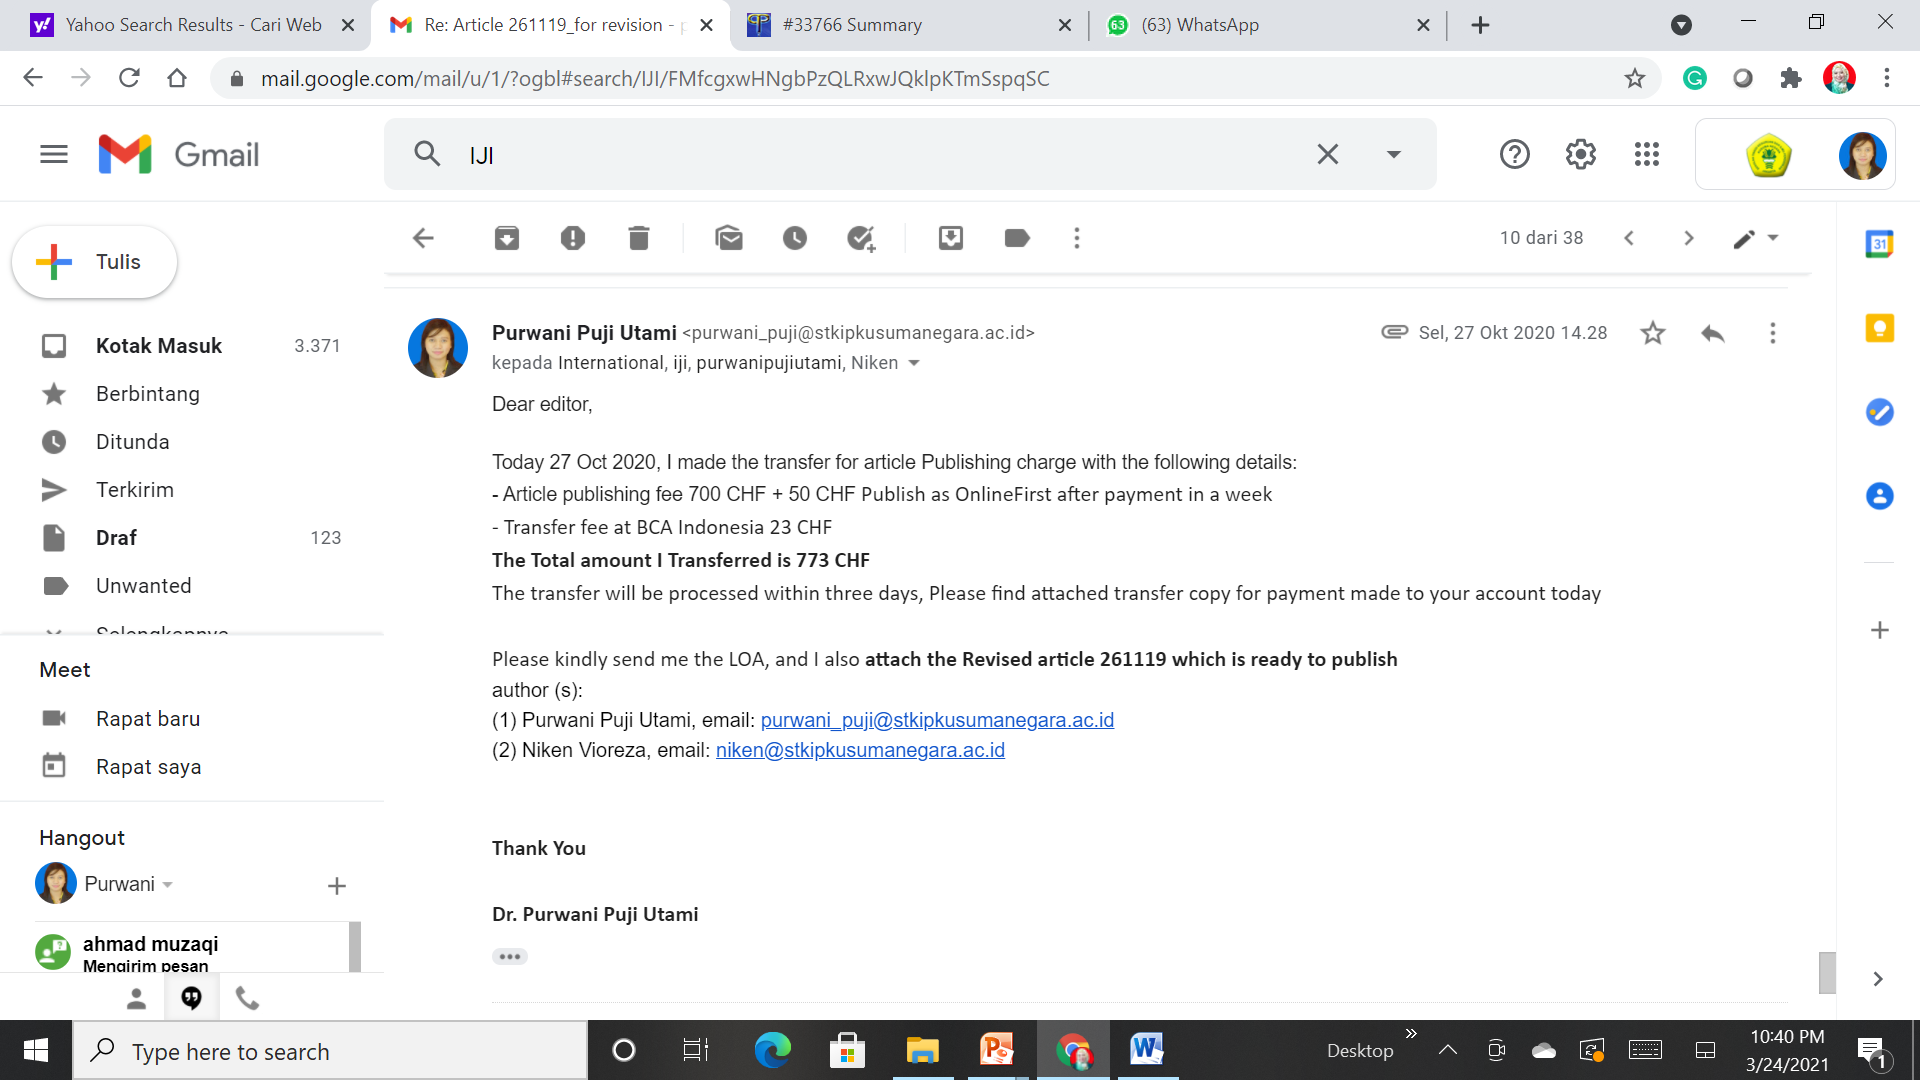 Yahoo Search Results - Cari Web
Re: Article 261119_for revision - p
#33766 Summary
63
(63) WhatsApp
mail.google.com/mail/u/1/?ogbl#search/IJI/FMfcgxwHNgbPzQLRxwJQklpKTmSspqSC
Gmail
IJI
Tulis
10 dari 38
31
Kotak Masuk 3.371
Berbintang
Ditunda
Terkirim
Draf 123
Unwanted
Selengkapnya
Meet
Rapat baru
Rapat saya
Hangout
Purwani
ahmad muzaqi
Mengirim pesan
Purwani Puji Utami <purwani_puji@stkipkusumanegara.ac.id>
Sel, 27 Okt 2020 14.28
kepada International, iji, purwanipujiutami, Niken
Dear editor,
Today 27 Oct 2020, I made the transfer for article Publishing charge with the following details:
- Article publishing fee 700 CHF + 50 CHF Publish as OnlineFirst after payment in a week
- Transfer fee at BCA Indonesia 23 CHF
The Total amount I Transferred is 773 CHF
The transfer will be processed within three days, Please find attached transfer copy for payment made to your account today
Please kindly send me the LOA, and I also attach the Revised article 261119 which is ready to publish
author (s):
(1) Purwani Puji Utami, email: purwani_puji@stkipkusumanegara.ac.id
(2) Niken Vioreza, email: niken@stkipkusumanegara.ac.id
Thank You
Dr. Purwani Puji Utami
Type here to search
Desktop
10:40 PM
3/24/2021
1